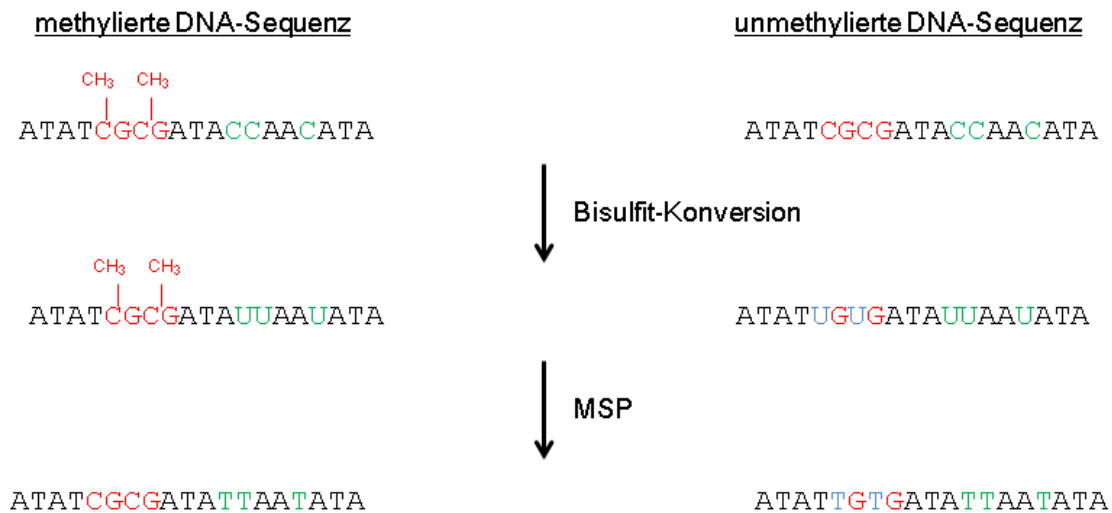 methylierte DNA-Sequenz
unmethylierte DNA-Sequenz
CH3 CH3
ATATCGCGATACCAACATA
ATATCGCGATACCAACATA
Bisulfit-Konversion
CH3 CH3
ATATCGCGATAUUAAUATA
ATATUGUGATAUUAAUATA
MSP
ATATCGCGATATTAATATA
ATATTGTGATATTAATATA